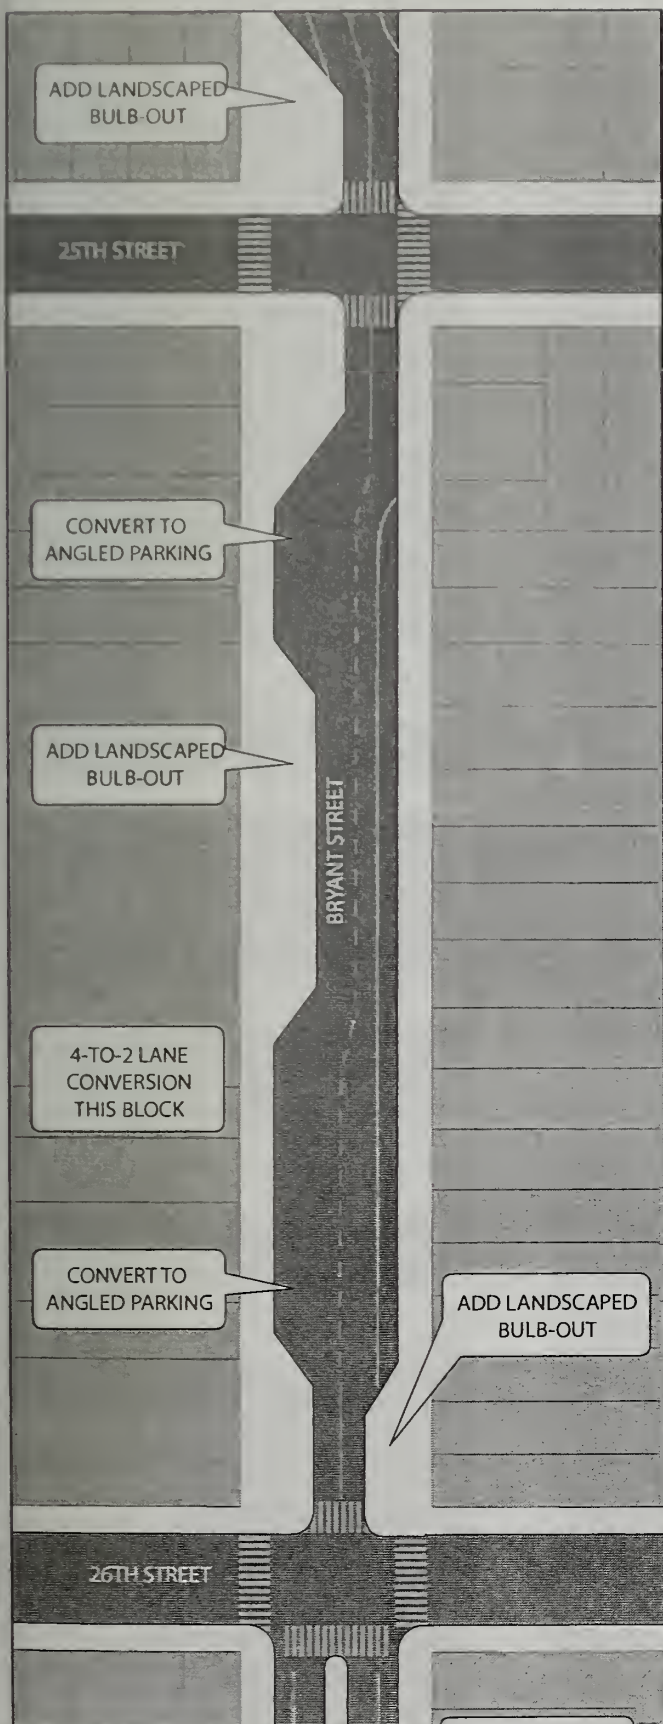 ADD LANDSCAPED
BULB-OUT
25TH STREET
CONVERT TO
ANGLED PARKING
ADD LANDSCAPED
BULB-OUT
BRYANT STREET
4-TO-2 LANE
CONVERSION
THIS BLOCK
CONVERT TO
ANGLED PARKING
ADD LANDSCAPED
BULB-OUT
26TH STREET